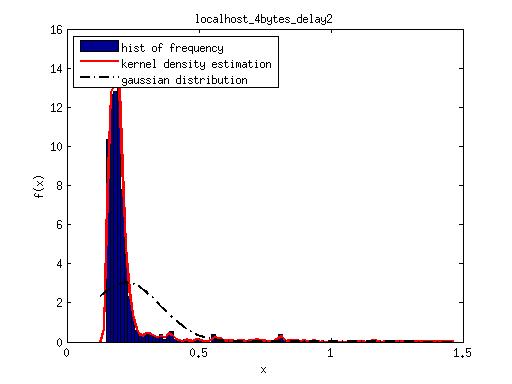 localhost_4bytes_delay2
hist of frequency
kernel density estimation
gaussian distribution
16
14
12
10
8
6
4
2
0
f(x)
0
0.5
1
1.5
x